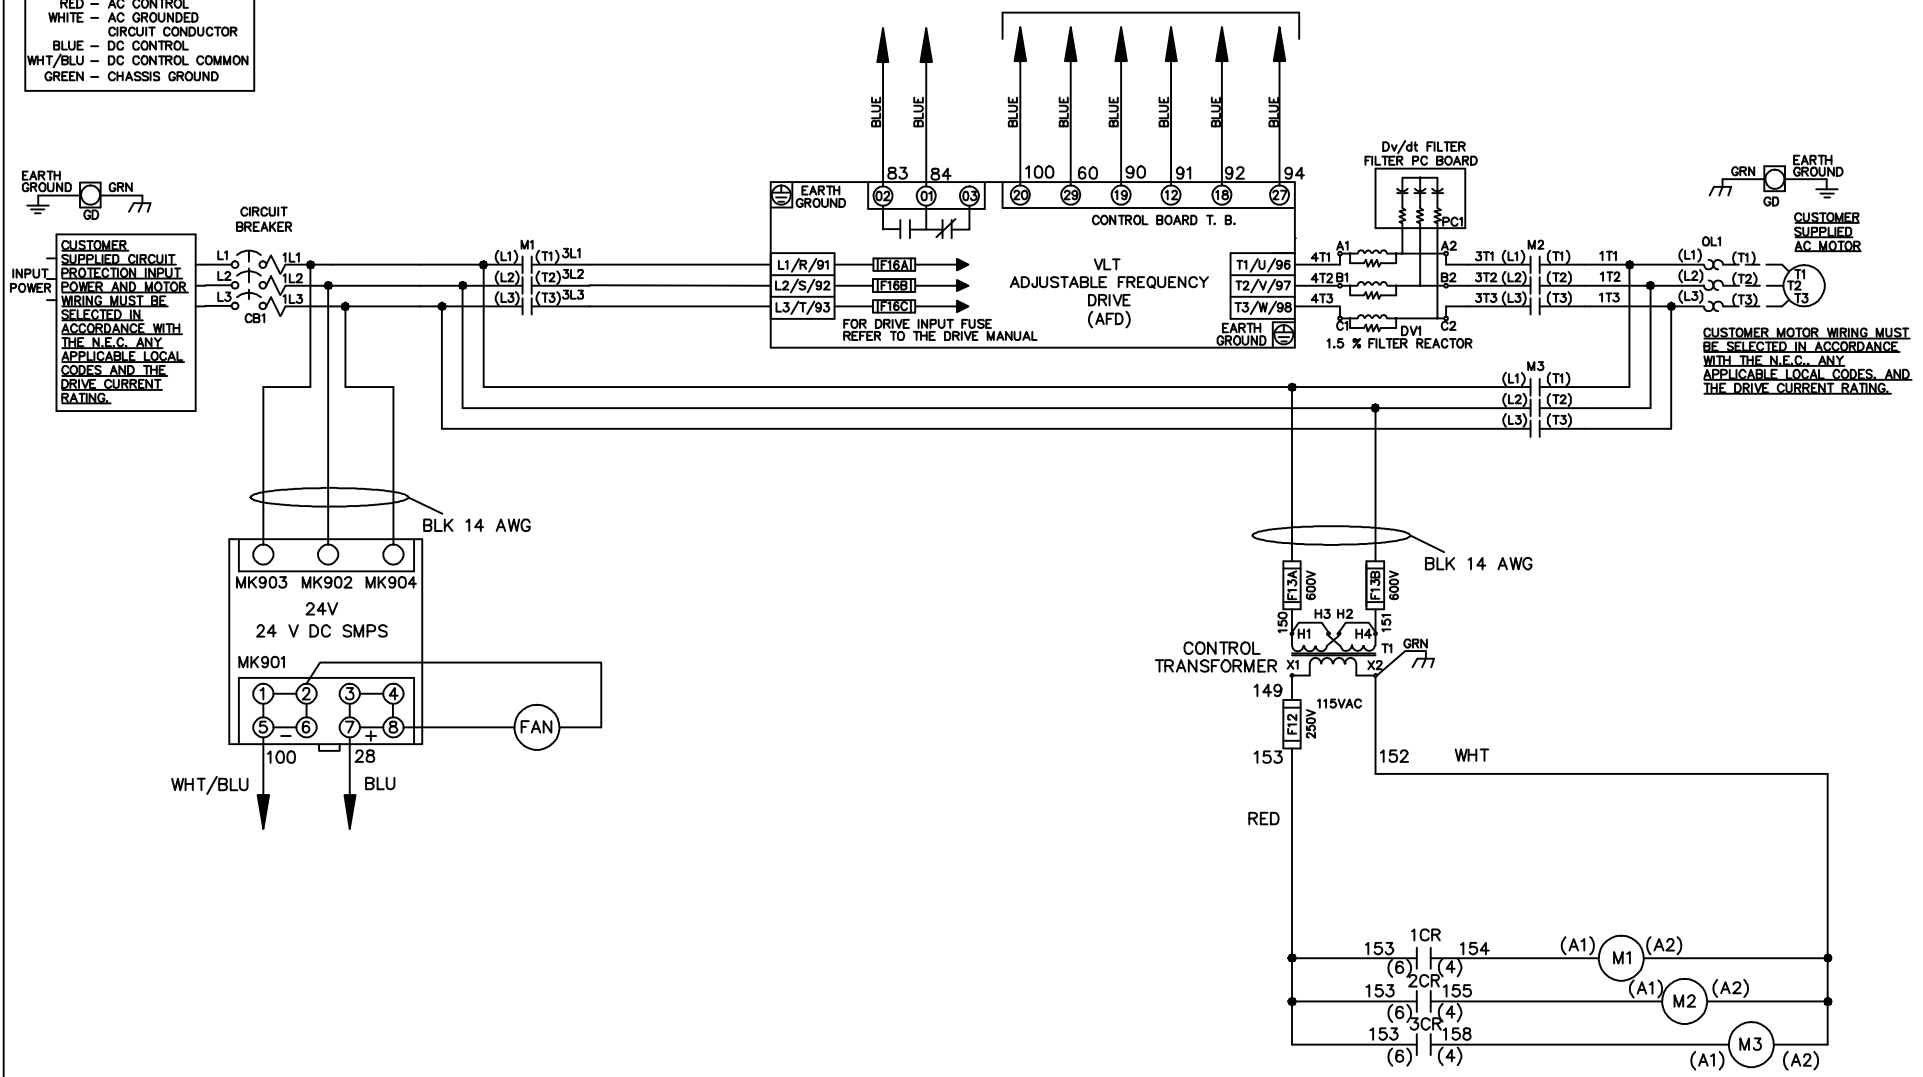 RED – AC CONTROL
WHITE – AC GROUNDED
CIRCUIT CONDUCTOR
BLUE – DC CONTROL
WHT/BLU – DC CONTROL COMMON
GREEN – CHASSIS GROUND
BLUE
BLUE
BLUE
BLUE
BLUE
BLUE
BLUE
BLUE
83
84
100
60
90
91
92
94
EARTH
GROUND
02
01
03
20
29
19
12
18
27
CONTROL BOARD T. B.
EARTH
GROUND
GRN
GD
CIRCUIT
BREAKER
INPUT
POWER
CUSTOMER
SUPPLIED CIRCUIT
PROTECTION INPUT
POWER AND MOTOR
WIRING MUST BE
SELECTED IN
ACCORDANCE WITH
THE N.E.C. ANY
APPLICABLE LOCAL
CODES AND THE
DRIVE CURRENT
RATING.
L1
L2
L3
1L1
1L2
1L3
CB1
M1
(L1) (T1) 3L1
(L2) (T2) 3L2
(L3) (T3) 3L3
L1/R/91
L2/S/92
L3/T/93
F16A
F16B
F16C
FOR DRIVE INPUT FUSE
REFER TO THE DRIVE MANUAL
VLT
ADJUSTABLE FREQUENCY
DRIVE
(AFD)
T1/U/96
T2/V/97
T3/W/98
EARTH
GROUND
Dv/dt FILTER
FILTER PC BOARD
PC1
4T1
4T2
4T3
A1
A2
B1
B2
C1
C2
DV1
1.5 % FILTER REACTOR
M2
3T1 (L1) (T1) 1T1
3T2 (L2) (T2) 1T2
3T3 (L3) (T3) 1T3
OL1
(L1) (T1)
(L2) (T2)
(L3) (T3)
T1
T2
T3
GRN
EARTH
GROUND
GD
CUSTOMER
SUPPLIED
AC MOTOR
CUSTOMER MOTOR WIRING MUST
BE SELECTED IN ACCORDANCE
WITH THE N.E.C., ANY
APPLICABLE LOCAL CODES, AND
THE DRIVE CURRENT RATING.
M3
(L1) (T1)
(L2) (T2)
(L3) (T3)
BLK 14 AWG
MK903 MK902 MK904
24V
24 V DC SMPS
MK901
1 2 3 4
5 – 6 7 + 8
FAN
100
28
WHT/BLU
BLU
BLK 14 AWG
F13A
600V
F13B
600V
150
151
H3 H2
H1
H4
T1
GRN
CONTROL
TRANSFORMER
X1
X2
149
115VAC
F12
250V
153
152
WHT
RED
1CR
153
154
(6) (4)
(A1) M1 (A2)
2CR
153
155
(6) (4)
(A1) M2 (A2)
3CR
153
158
(6) (4)
(A1) M3 (A2)